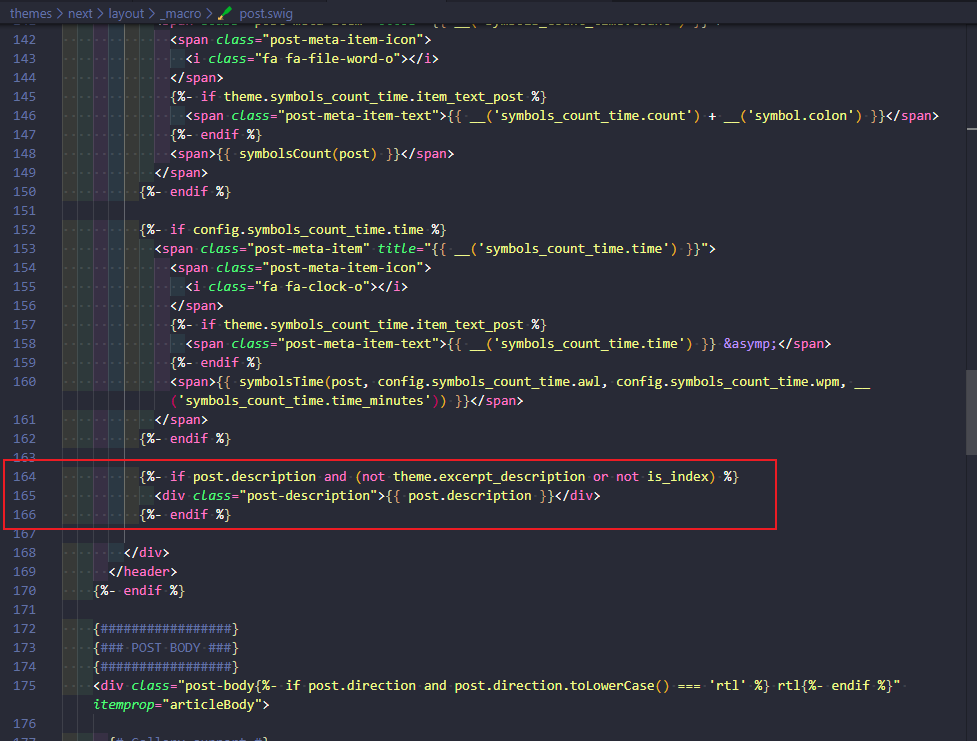 themes > next > layout > _macro > post.swig
142 <span class="post-meta-item-icon">
143 <i class="fa fa-file-word-o"></i>
144 </span>
145 {%- if theme.symbols_count_time.item_text_post %}
146 <span class="post-meta-item-text">{{ __('symbols_count_time.count') + __('symbol.colon') }}</span>
147 {%- endif %}
148 <span>{{ symbolsCount(post) }}</span>
149 </span>
150 {%- endif %}
151
152 {%- if config.symbols_count_time.time %}
153 <span class="post-meta-item" title="{{ __('symbols_count_time.time') }}">
154 <span class="post-meta-item-icon">
155 <i class="fa fa-clock-o"></i>
156 </span>
157 {%- if theme.symbols_count_time.item_text_post %}
158 <span class="post-meta-item-text">{{ __('symbols_count_time.time') }} &asymp;</span>
159 {%- endif %}
160 <span>{{ symbolsTime(post, config.symbols_count_time.awl, config.symbols_count_time.wpm, __
('symbols_count_time.time_minutes')) }}</span>
161 </span>
162 {%- endif %}
163
164 {%- if post.description and (not theme.excerpt_description or not is_index) %}
165 <div class="post-description">{{ post.description }}</div>
166 {%- endif %}
167
168 </div>
169 </header>
170 {%- endif %}
171
172 {#################}
173 {### POST BODY ###}
174 {#################}
175 <div class="post-body{%- if post.direction and post.direction.toLowerCase() === 'rtl' %} rtl{%- endif %}"
itemprop="articleBody">
176